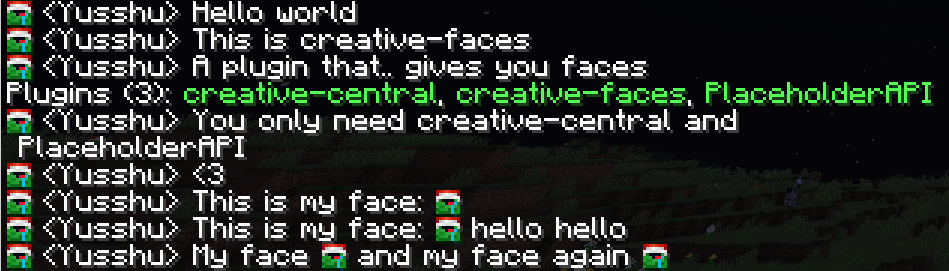 <Yusshu> Hello world
<Yusshu> This is creative-faces
<Yusshu> A plugin that.. gives you faces
Plugins (3): creative-central, creative-faces, PlaceholderAPI
<Yusshu> You only need creative-central and
PlaceholderAPI
<Yusshu> <3
<Yusshu> This is my face:
<Yusshu> This is my face: hello hello
<Yusshu> My face and my face again